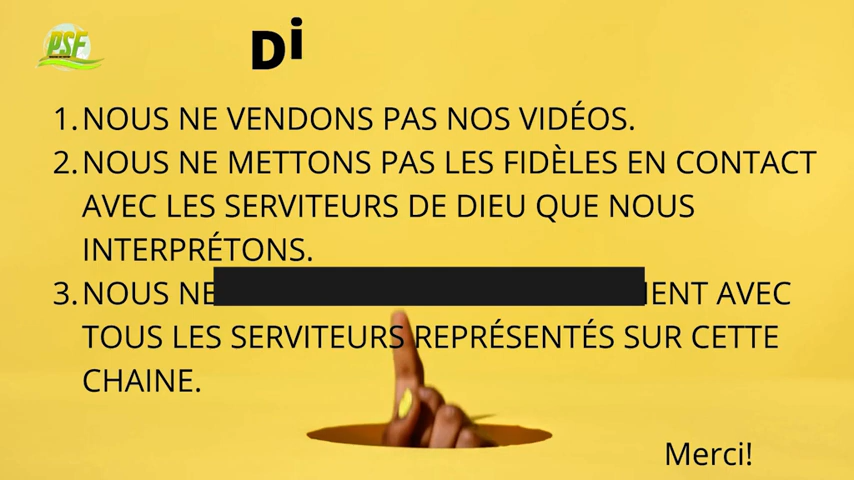 PSF
Di
1. NOUS NE VENDONS PAS NOS VIDÉOS.
2. NOUS NE METTONS PAS LES FIDÈLES EN CONTACT
AVEC LES SERVITEURS DE DIEU QUE NOUS
INTERPRÉTONS.
3. NOUS NE AVEC
TOUS LES SERVITEURS REPRÉSENTÉS SUR CETTE
CHAINE.
Merci!